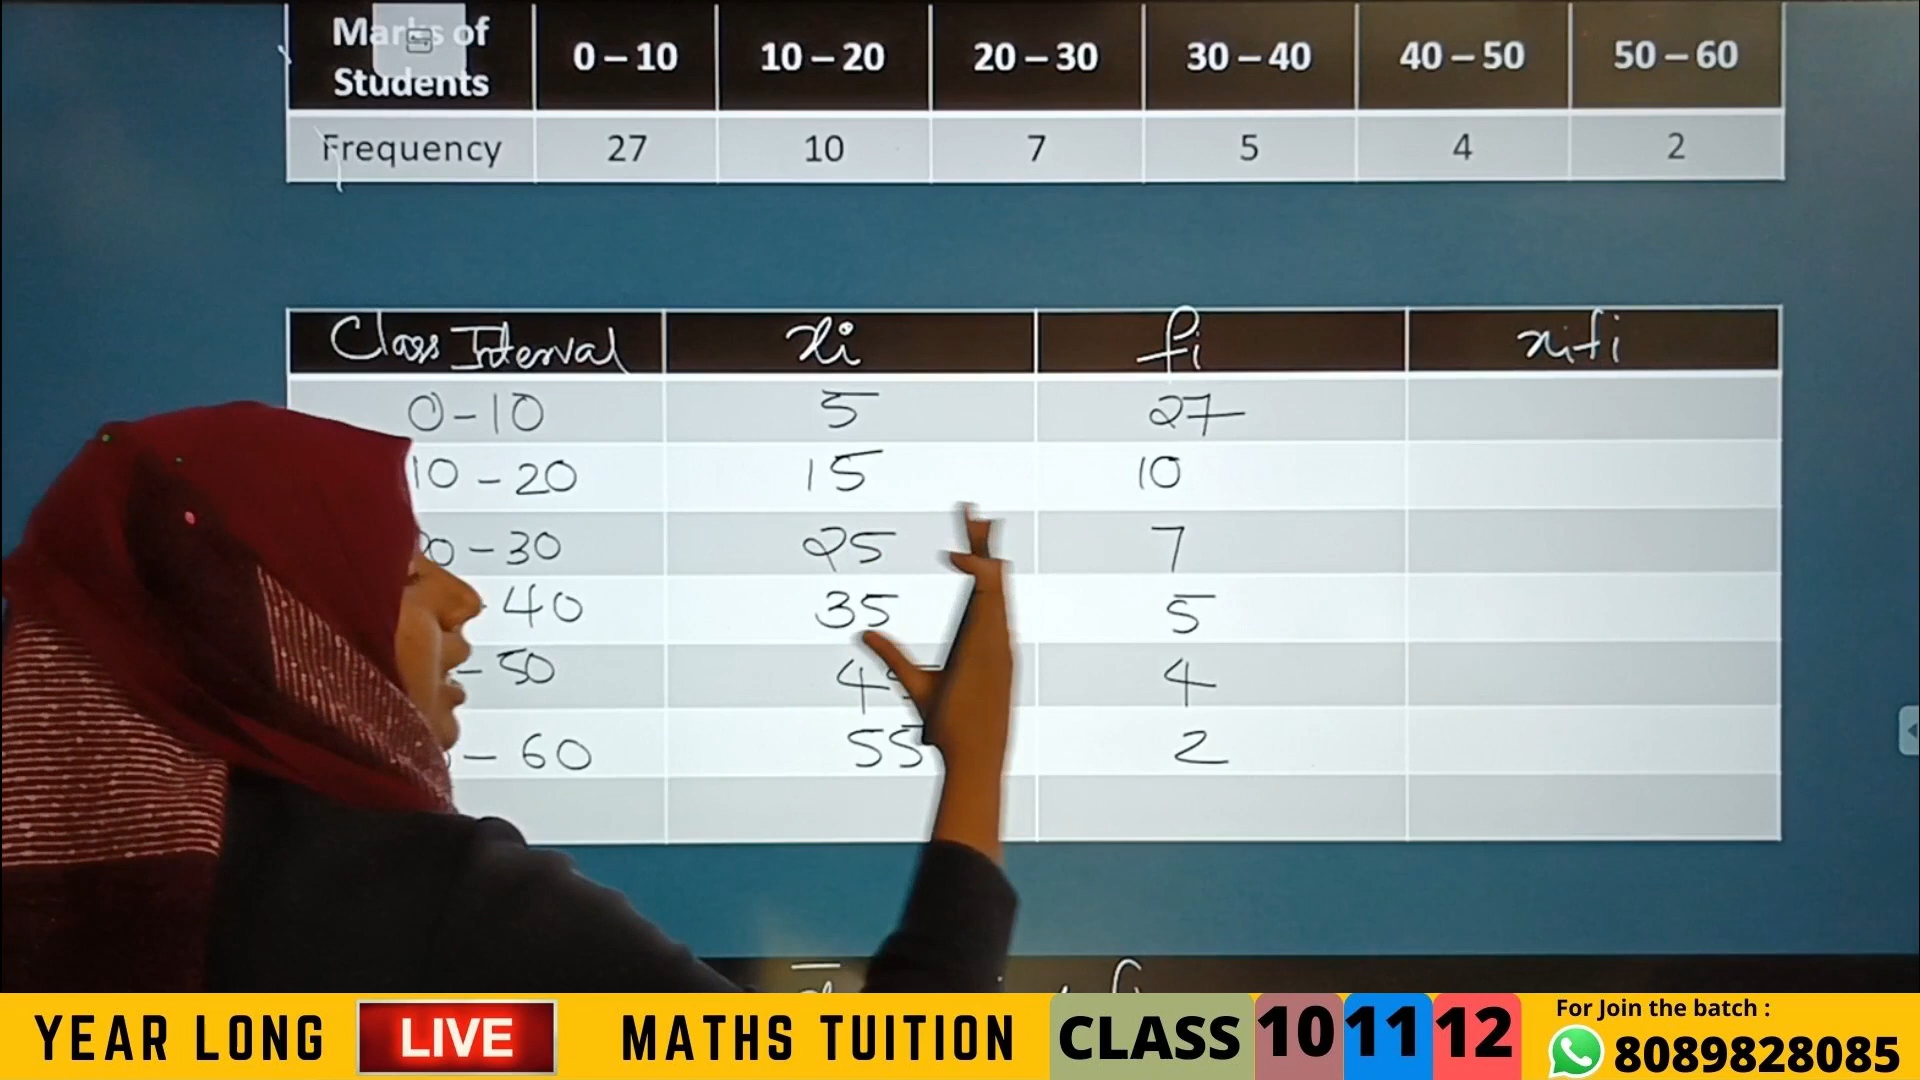 Marks of Students 0 – 10 10 – 20 20 – 30 30 – 40 40 – 50 50 – 60
Frequency 27 10 7 5 4 2
Class Interval xi fi xifi
0-10 5 27
10-20 15 10
0-30 25 7
40 35 5
-50 4
-60 55 2
YEAR LONG LIVE MATHS TUITION CLASS 10 11 12
For Join the batch :
8089828085